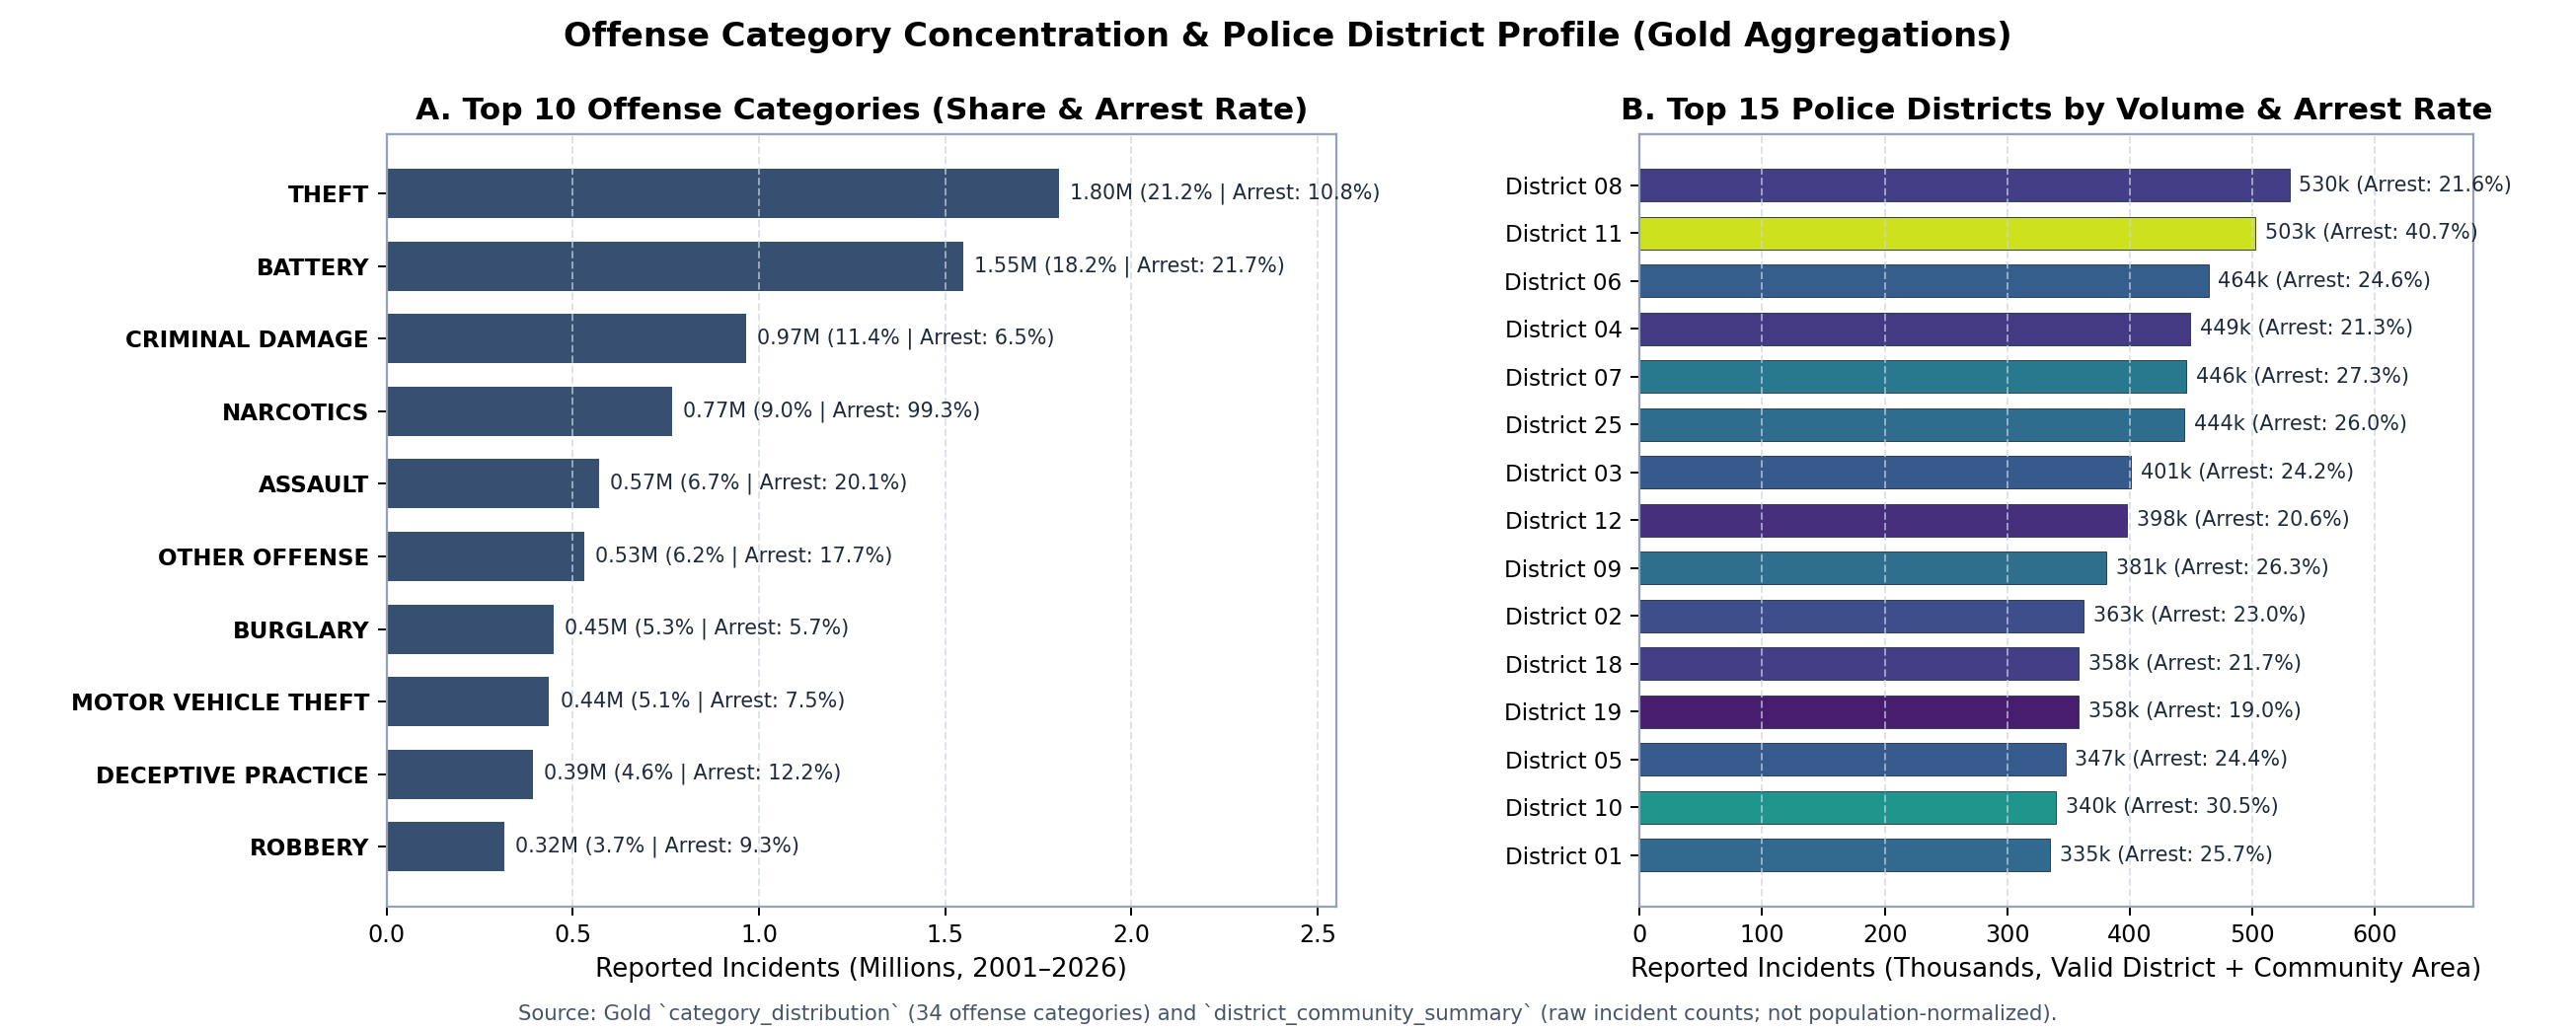 Offense Category Concentration & Police District Profile (Gold Aggregations)
A. Top 10 Offense Categories (Share & Arrest Rate)
THEFT 1.80M (21.2% | Arrest: 10.8%)
BATTERY 1.55M (18.2% | Arrest: 21.7%)
CRIMINAL DAMAGE 0.97M (11.4% | Arrest: 6.5%)
NARCOTICS 0.77M (9.0% | Arrest: 99.3%)
ASSAULT 0.57M (6.7% | Arrest: 20.1%)
OTHER OFFENSE 0.53M (6.2% | Arrest: 17.7%)
BURGLARY 0.45M (5.3% | Arrest: 5.7%)
MOTOR VEHICLE THEFT 0.44M (5.1% | Arrest: 7.5%)
DECEPTIVE PRACTICE 0.39M (4.6% | Arrest: 12.2%)
ROBBERY 0.32M (3.7% | Arrest: 9.3%)
0.0 0.5 1.0 1.5 2.0 2.5
Reported Incidents (Millions, 2001–2026)
B. Top 15 Police Districts by Volume & Arrest Rate
District 08 530k (Arrest: 21.6%)
District 11 503k (Arrest: 40.7%)
District 06 464k (Arrest: 24.6%)
District 04 449k (Arrest: 21.3%)
District 07 446k (Arrest: 27.3%)
District 25 444k (Arrest: 26.0%)
District 03 401k (Arrest: 24.2%)
District 12 398k (Arrest: 20.6%)
District 09 381k (Arrest: 26.3%)
District 02 363k (Arrest: 23.0%)
District 18 358k (Arrest: 21.7%)
District 19 358k (Arrest: 19.0%)
District 05 347k (Arrest: 24.4%)
District 10 340k (Arrest: 30.5%)
District 01 335k (Arrest: 25.7%)
0 100 200 300 400 500 600
Reported Incidents (Thousands, Valid District + Community Area)
Source: Gold `category_distribution` (34 offense categories) and `district_community_summary` (raw incident counts; not population-normalized).